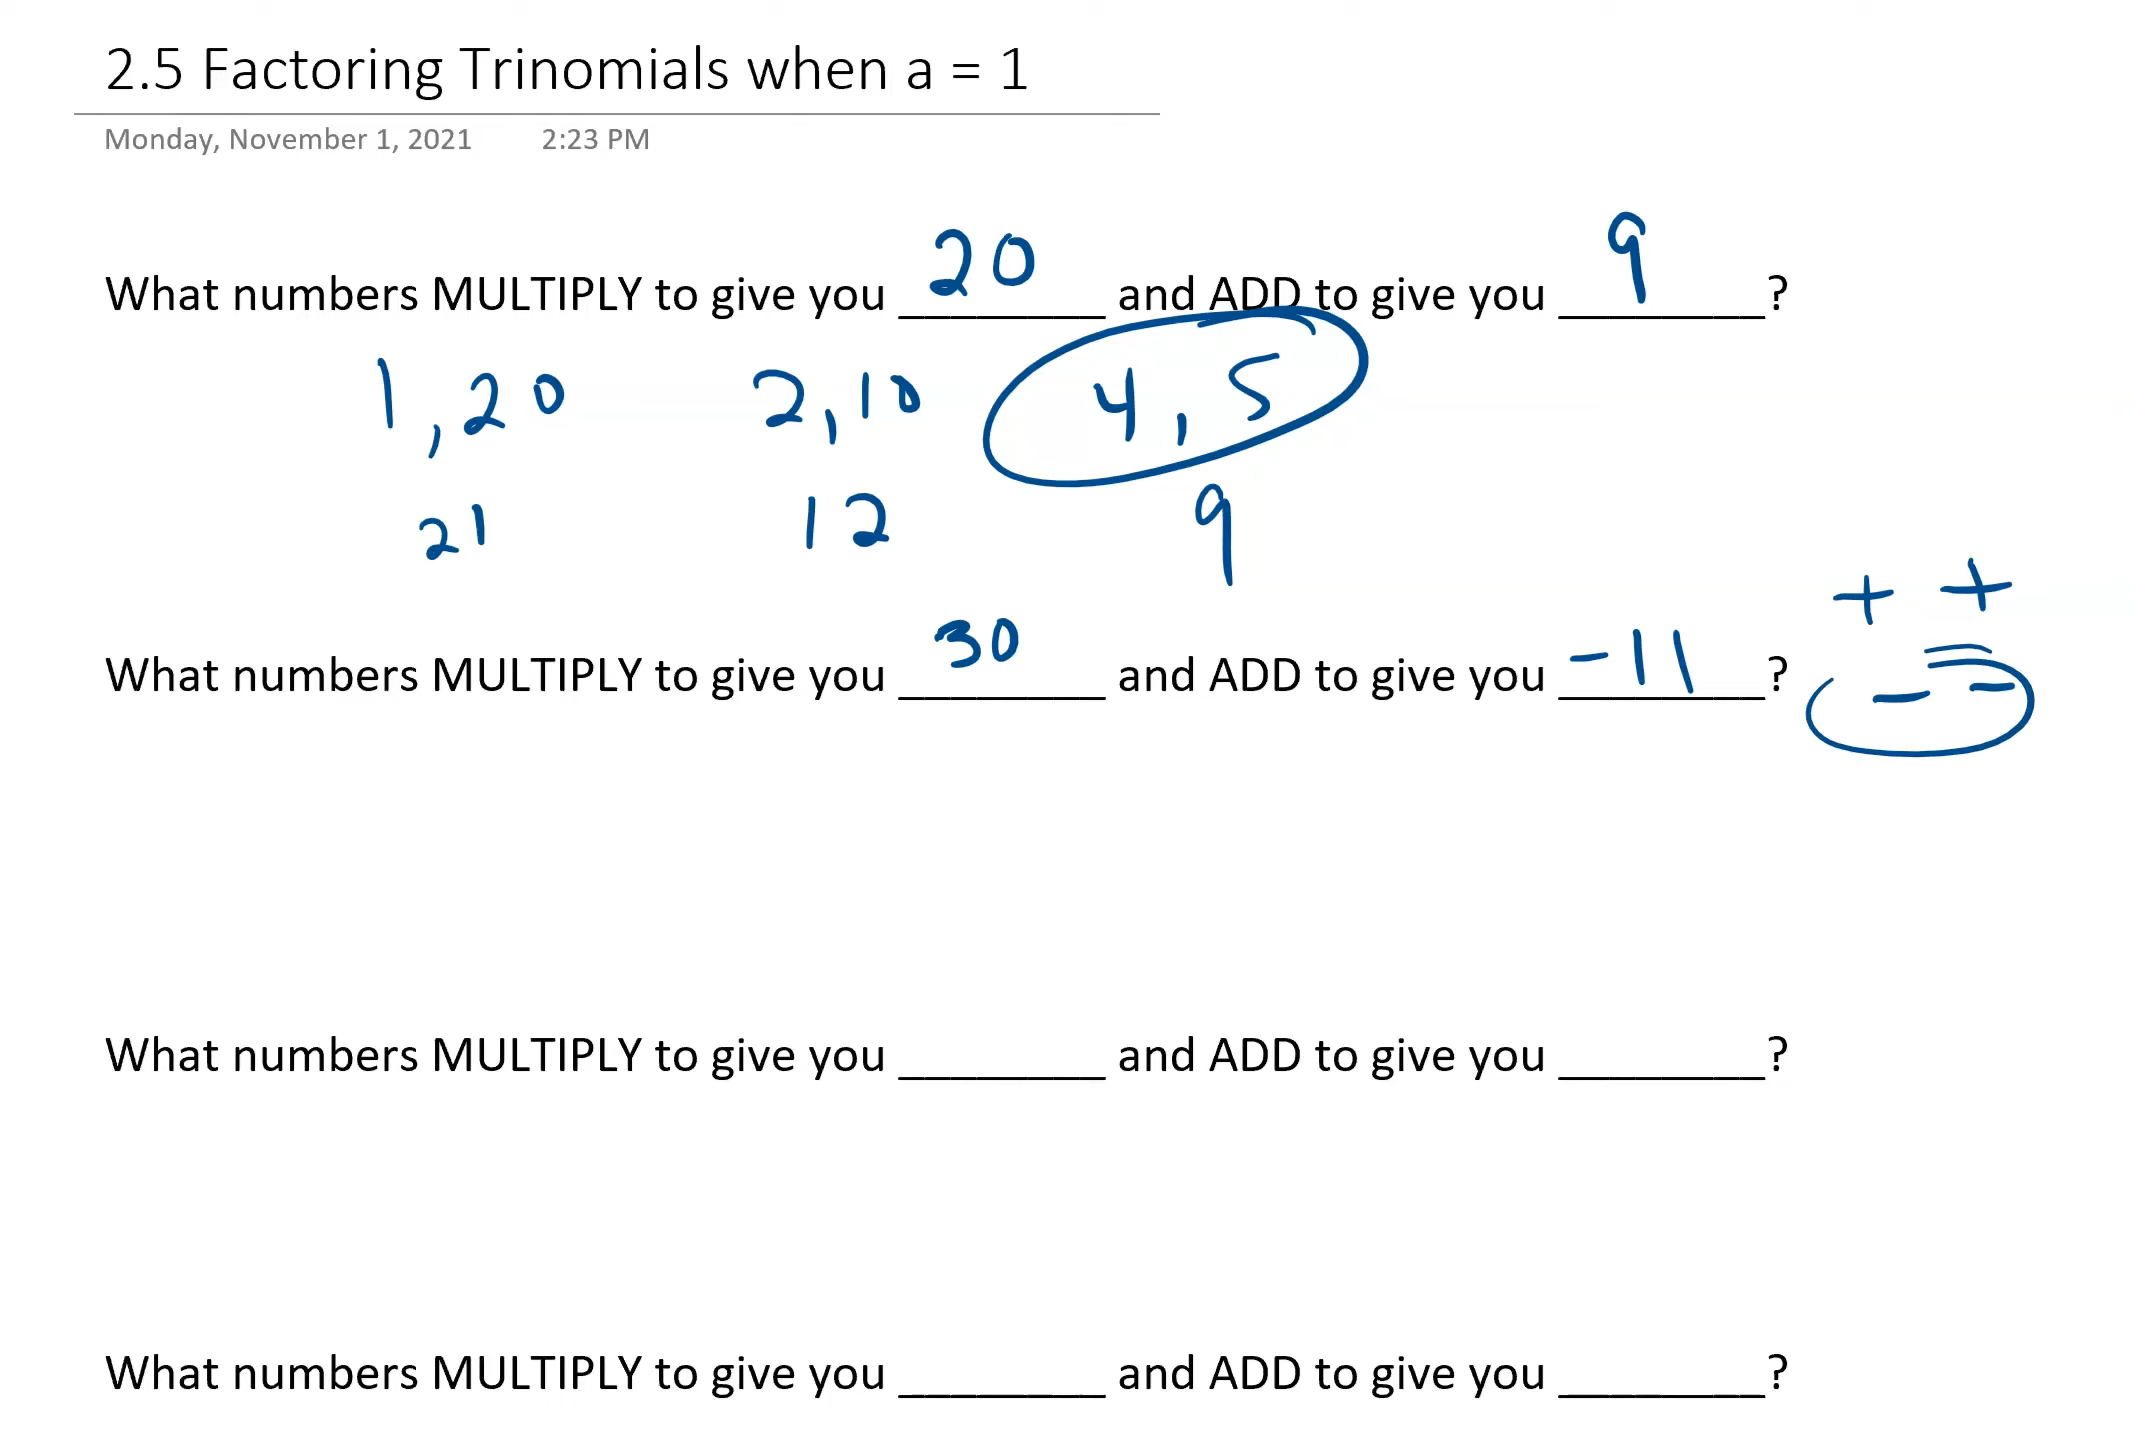 2.5 Factoring Trinomials when a = 1
Monday, November 1, 2021 2:23 PM
What numbers MULTIPLY to give you 20 and ADD to give you 9?
1, 20 2, 10 4, 5
21 12 9
+ +
What numbers MULTIPLY to give you 30 and ADD to give you -11?
- -
What numbers MULTIPLY to give you ________ and ADD to give you ________?
What numbers MULTIPLY to give you ________ and ADD to give you ________?